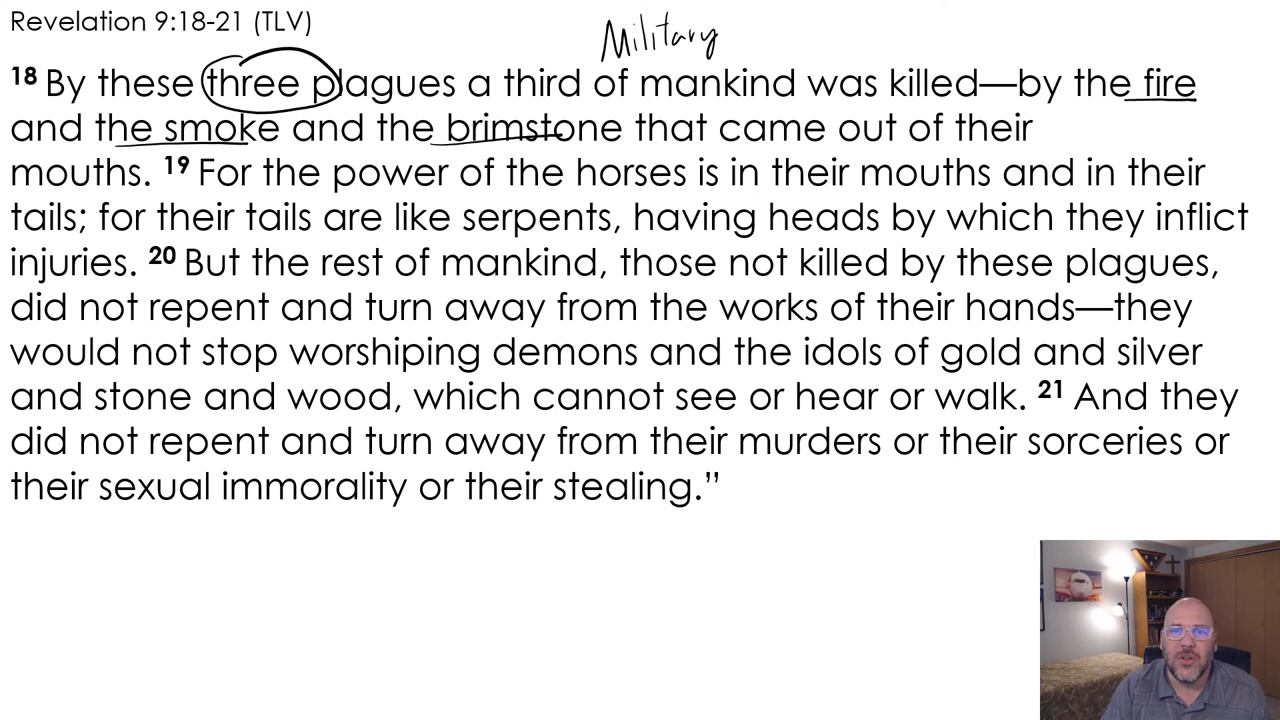 Revelation 9:18-21 (TLV)
Military
18 By these three plagues a third of mankind was killed—by the fire
and the smoke and the brimstone that came out of their
mouths. 19 For the power of the horses is in their mouths and in their
tails; for their tails are like serpents, having heads by which they inflict
injuries. 20 But the rest of mankind, those not killed by these plagues,
did not repent and turn away from the works of their hands—they
would not stop worshiping demons and the idols of gold and silver
and stone and wood, which cannot see or hear or walk. 21 And they
did not repent and turn away from their murders or their sorceries or
their sexual immorality or their stealing.”